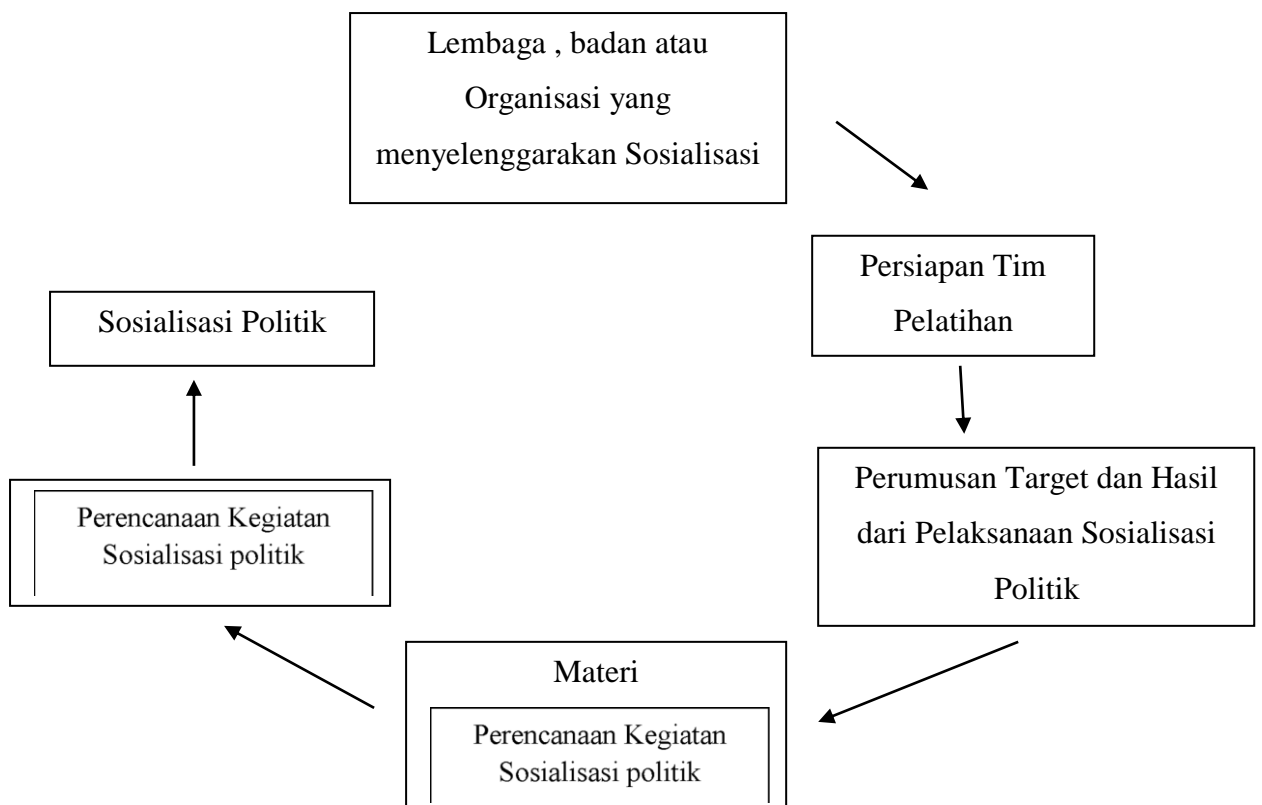 Lembaga , badan atau
Organisasi yang
menyelenggarakan Sosialisasi
Persiapan Tim
Pelatihan
Perumusan Target dan Hasil
dari Pelaksanaan Sosialisasi
Politik
Materi
Perencanaan Kegiatan
Sosialisasi politik
Perencanaan Kegiatan
Sosialisasi politik
Sosialisasi Politik